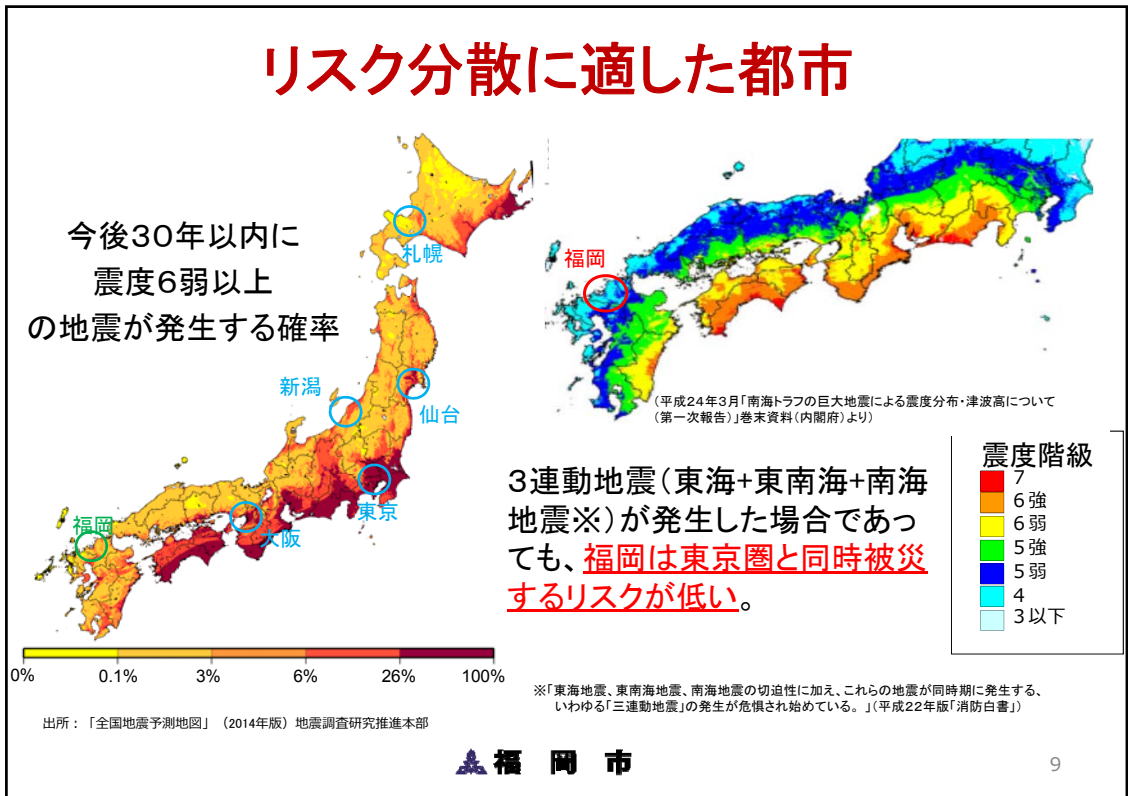 リスク分散に適した都市
今後30年以内に
震度6弱以上
の地震が発生する確率
札幌
新潟
仙台
東京
大阪
福岡
0% 0.1% 3% 6% 26% 100%
出所：「全国地震予測地図」（2014年版）地震調査研究推進本部
福岡
（平成24年3月「南海トラフの巨大地震による震度分布・津波高について
（第一次報告）」巻末資料（内閣府）より）
3連動地震（東海+東南海+南海
地震※）が発生した場合であっ
ても、福岡は東京圏と同時被災
するリスクが低い。
震度階級
7
6強
6弱
5強
5弱
4
3以下
※「東海地震、東南海地震、南海地震の切迫性に加え、これらの地震が同時期に発生する、
いわゆる「三連動地震」の発生が危惧され始めている。」（平成22年版「消防白書」）
福岡市
9